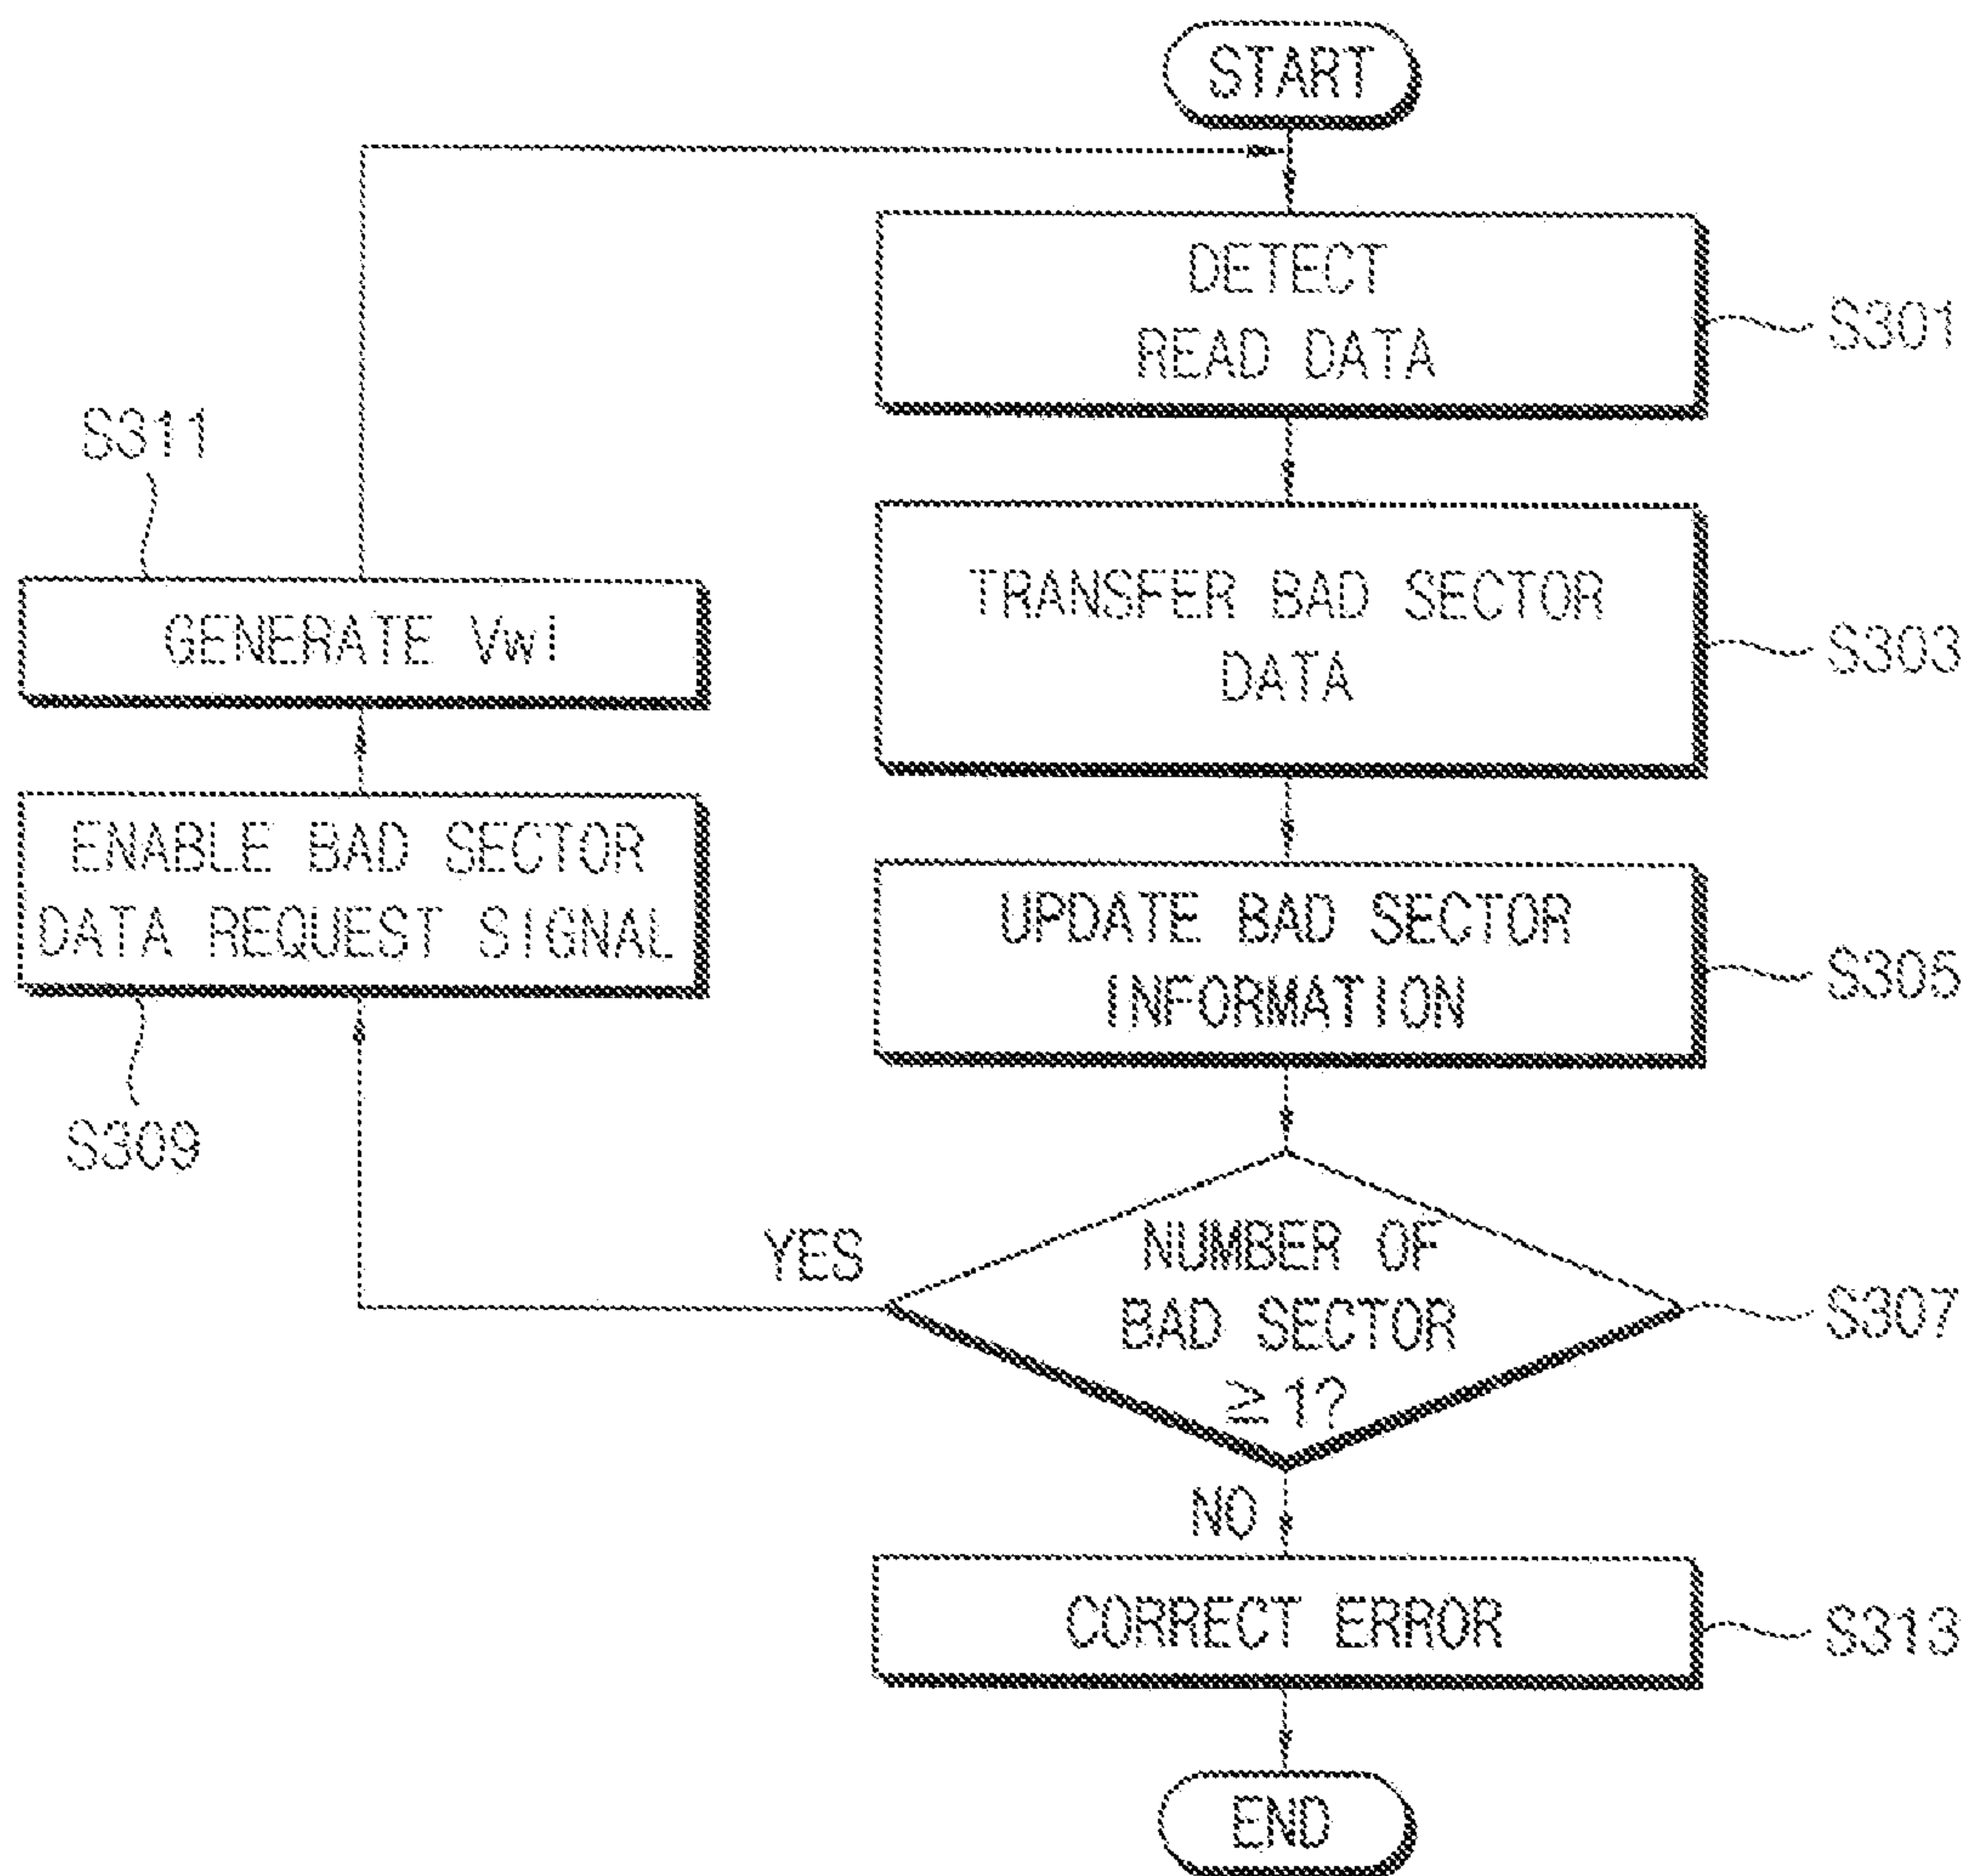 START
DETECT
READ DATA
S301
TRANSFER BAD SECTOR
DATA
S303
UPDATE BAD SECTOR
INFORMATION
S305
NUMBER OF
BAD SECTOR
≧1?
S307
YES
NO
S309
ENABLE BAD SECTOR
DATA REQUEST SIGNAL
S311
GENERATE Vwl
CORRECT ERROR
S313
END